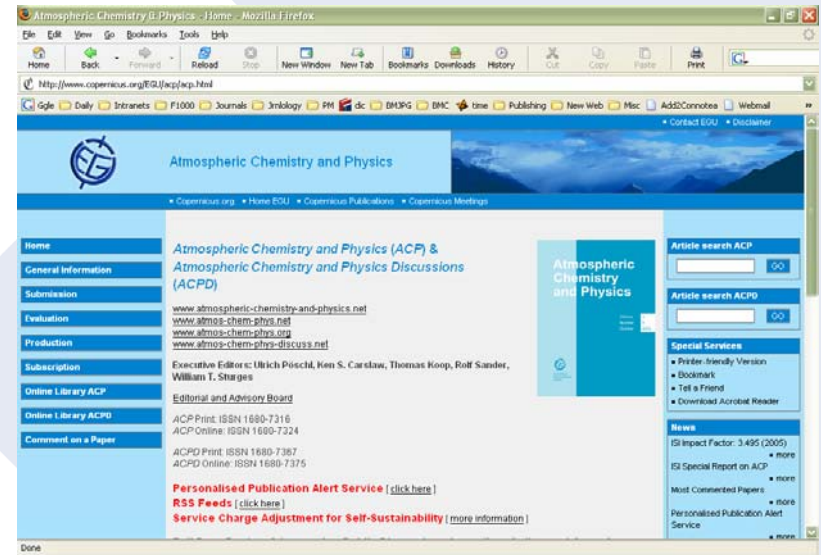 Atmospheric Chemistry & Physics - Home - Mozilla Firefox
File Edit View Go Bookmarks Tools Help
Home Back Forward Reload Stop New Window New Tab Bookmarks Downloads History Cut Copy Paste Print
http://www.copernicus.org/EGU/acp/acp.html
Ggle Daily Intranets F1000 Journals Jrnlology PM dic BMJPG BMC time Publishing New Web Misc Add2Connotea Webmail
Contact EGU Disclaimer
Atmospheric Chemistry and Physics
Copernicus.org Home EGU Copernicus Publications Copernicus Meetings
Home
General Information
Submission
Evaluation
Production
Subscription
Online Library ACP
Online Library ACPD
Comment on a Paper
Atmospheric Chemistry and Physics (ACP) &
Atmospheric Chemistry and Physics Discussions
(ACPD)
www.atmospheric-chemistry-and-physics.net
www.atmos-chem-phys.net
www.atmos-chem-phys.org
www.atmos-chem-phys-discuss.net
Executive Editors: Ulrich Pöschl, Ken S. Carslaw, Thomas Koop, Rolf Sander,
William T. Sturges
Editorial and Advisory Board
ACP Print: ISSN 1680-7316
ACP Online: ISSN 1680-7324
ACPD Print: ISSN 1680-7367
ACPD Online: ISSN 1680-7375
Personalised Publication Alert Service [ click here ]
RSS Feeds [ click here ]
Service Charge Adjustment for Self-Sustainability [ more information ]
Atmospheric
Chemistry
and Physics
Article search ACP
GO
Article search ACPD
GO
Special Services
Printer-friendly Version
Bookmark
Tell a Friend
Download Acrobat Reader
News
ISI Impact Factor: 3.495 (2005)
more
ISI Special Report on ACP
more
Most Commented Papers
more
Personalised Publication Alert
Service
more
Done